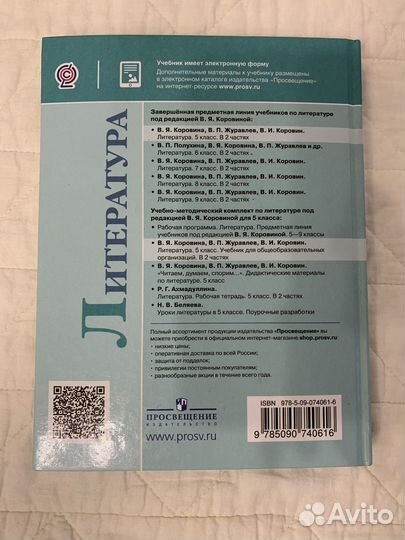 Учебник имеет электронную форму
Дополнительные материалы к учебнику размещены
в электронном каталоге издательства «Просвещение»
на интернет-ресурсе www.prosv.ru
ЛИТЕРАТУРА
Завершённая предметная линия учебников по литературе
под редакцией В. Я. Коровиной:
• В. Я. Коровина, В. П. Журавлев, В. И. Коровин.
Литература. 5 класс. В 2 частях
• В. П. Полухина, В. Я. Коровина, В. П. Журавлев и др.
Литература. 6 класс. В 2 частях
• В. Я. Коровина, В. П. Журавлев, В. И. Коровин.
Литература. 7 класс. В 2 частях
• В. Я. Коровина, В. П. Журавлев, В. И. Коровин.
Литература. 8 класс. В 2 частях
• В. Я. Коровина, В. П. Журавлев, В. И. Коровин.
Литература. 9 класс. В 2 частях
Учебно-методический комплект по литературе под
редакцией В. Я. Коровиной для 5 класса:
• Рабочая программа. Литература. Предметная линия
учебников под редакцией В. Я. Коровиной. 5—9 классы
• В. Я. Коровина, В. П. Журавлев, В. И. Коровин.
Литература. 5 класс. Учебник для общеобразовательных
организаций. В 2 частях
• В. Я. Коровина, В. П. Журавлев, В. И. Коровин.
«Читаем, думаем, спорим...». Дидактические материалы
по литературе. 5 класс
• Р. Г. Ахмадуллина.
Литература. Рабочая тетрадь. 5 класс. В 2 частях
• Н. В. Беляева.
Уроки литературы в 5 классе. Поурочные разработки
Полный ассортимент продукции издательства «Просвещение» вы
можете приобрести в официальном интернет-магазине shop.prosv.ru:
• низкие цены;
• оперативная доставка по всей России;
• защита от подделок;
• привилегии постоянным покупателям;
• разнообразные акции в течение всего года.
ПРОСВЕЩЕНИЕ
ИЗДАТЕЛЬСТВО
www.prosv.ru
ISBN 978-5-09-074061-6
9 785090 740616
Avito